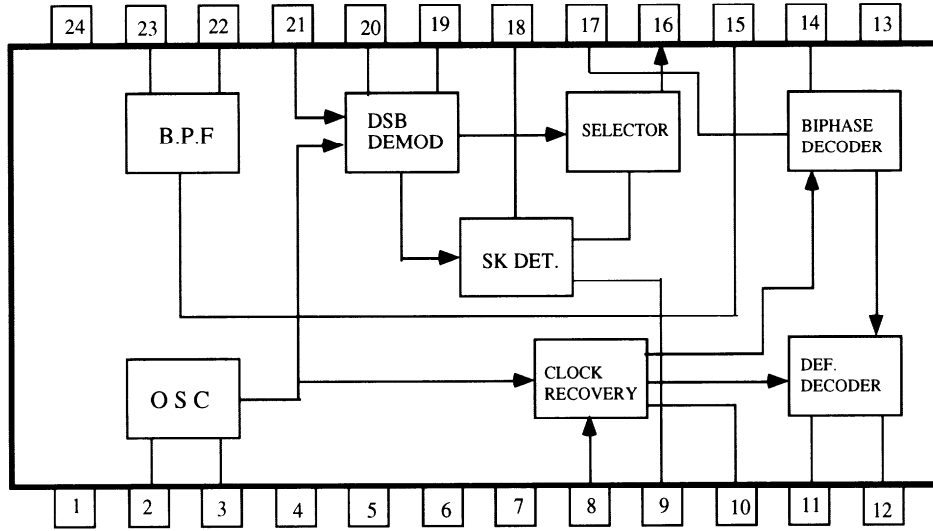 24 23 22 21 20 19 18 17 16 15 14 13
B.P.F
DSB
DEMOD
SELECTOR
BIPHASE
DECODER
SK DET.
O S C
CLOCK
RECOVERY
DEF.
DECODER
1 2 3 4 5 6 7 8 9 10 11 12